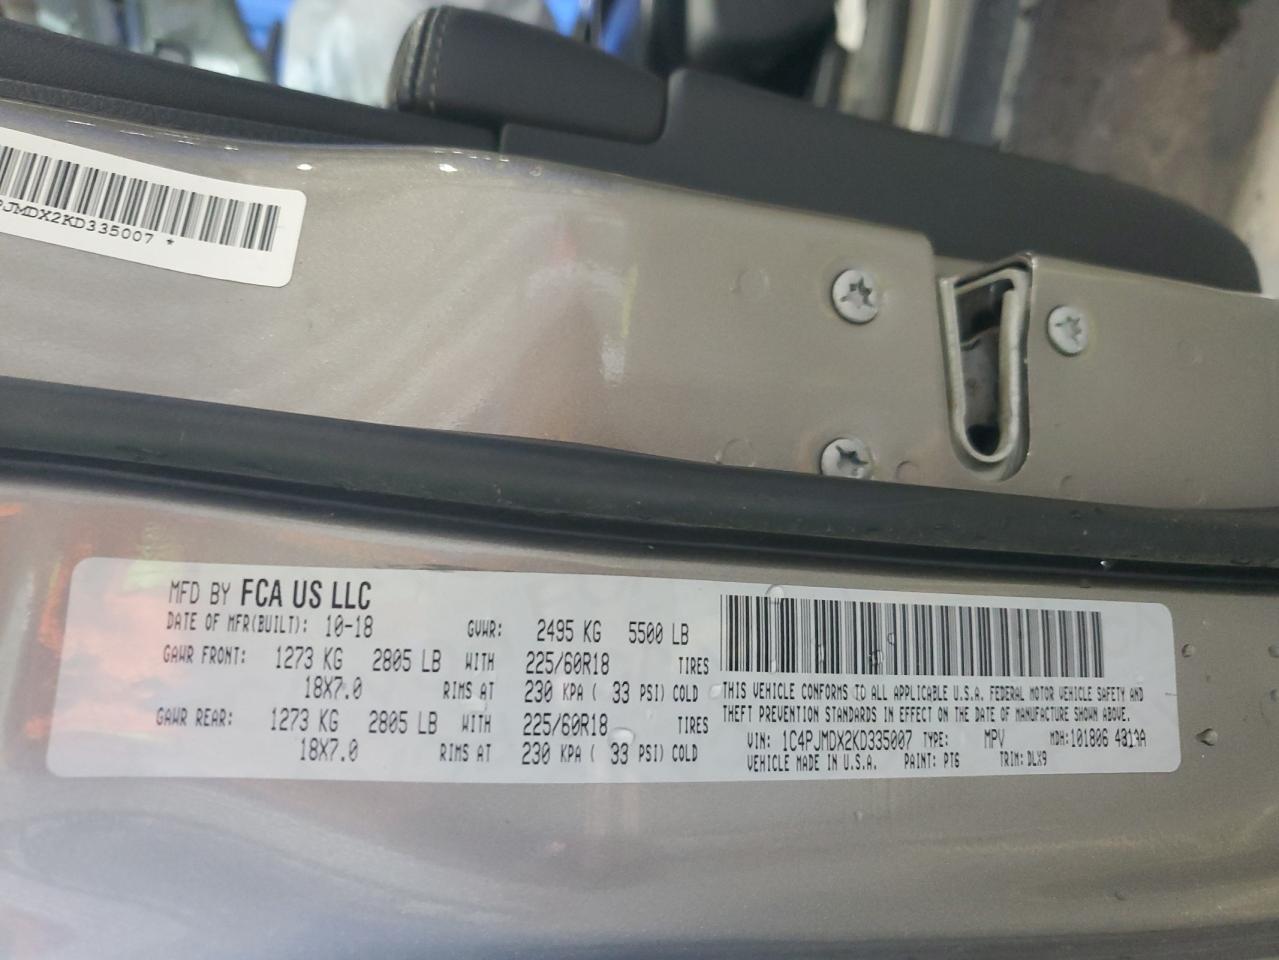 PJMDX2KD335007 *
MFD BY FCA US LLC
DATE OF MFR(BUILT): 10-18 GVWR: 2495 KG 5500 LB
GAWR FRONT: 1273 KG 2805 LB WITH 225/60R18 TIRES
18X7.0 RIMS AT 230 KPA ( 33 PSI) COLD
GAWR REAR: 1273 KG 2805 LB WITH 225/60R18 TIRES
18X7.0 RIMS AT 230 KPA ( 33 PSI) COLD
THIS VEHICLE CONFORMS TO ALL APPLICABLE U.S.A. FEDERAL MOTOR VEHICLE SAFETY AND
THEFT PREVENTION STANDARDS IN EFFECT ON THE DATE OF MANUFACTURE SHOWN ABOVE.
VIN: 1C4PJMDX2KD335007 TYPE: MPV MDH: 101806 4313A
VEHICLE MADE IN U.S.A. PAINT: PT6 TRIM: DLX9